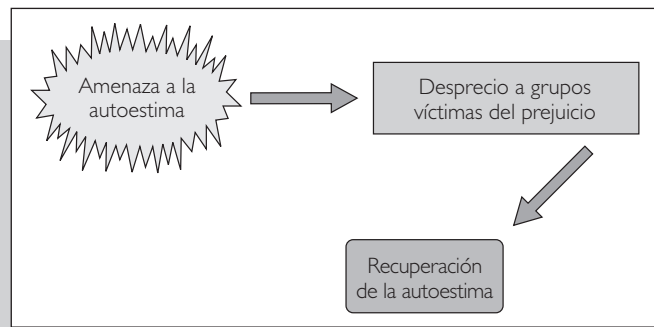 Amenaza a la
autoestima
Desprecio a grupos
víctimas del prejuicio
Recuperación
de la autoestima